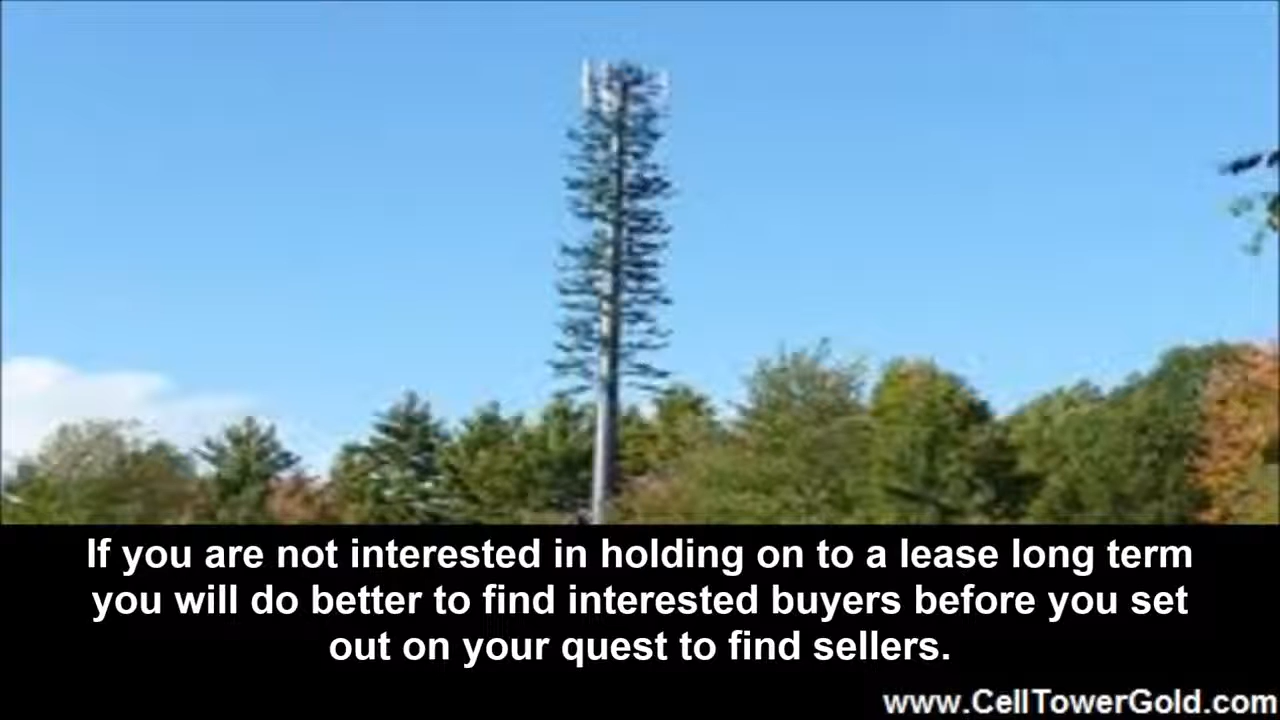 If you are not interested in holding on to a lease long term
you will do better to find interested buyers before you set
out on your quest to find sellers.
www.CellTowerGold.com